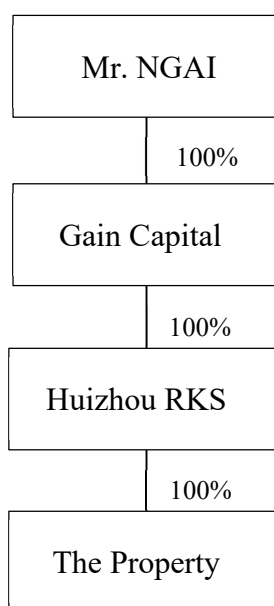 Mr. NGAI
100%
Gain Capital
100%
Huizhou RKS
100%
The Property